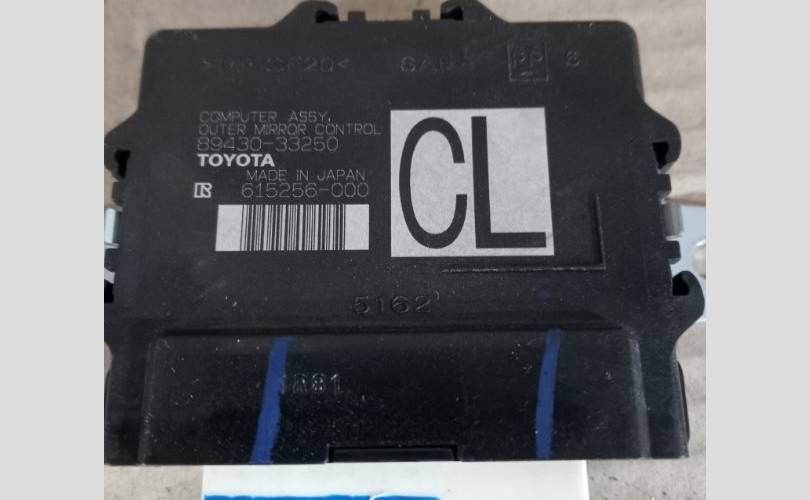 COMPUTER ASSY,
OUTER MIRROR CONTROL
89430-33250
TOYOTA
MADE IN JAPAN
615256-000
CL
5162